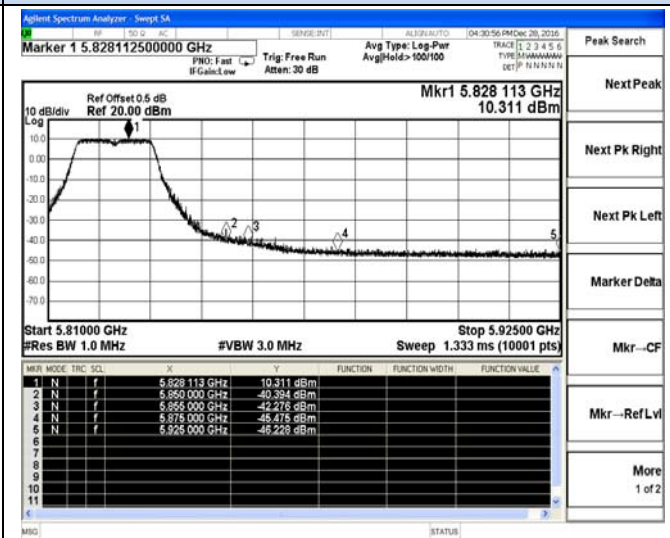 Agilent Spectrum Analyzer - Swept SA
RF 50 Ω AC SENSE:INT ALIGN AUTO 04:30:56 PM Dec 28, 2016
Marker 1 5.828112500000 GHz
PNO: Fast
IFGain:Low
Trig: Free Run
Atten: 30 dB
Avg Type: Log-Pwr
Avg|Hold>100/100
TRACE 1 2 3 4 5 6
TYPE
DET P N N N N N
Peak Search
Next Peak
Next Pk Right
Next Pk Left
Marker Delta
Mkr→CF
Mkr→Ref Lvl
More
1 of 2
Ref Offset 0.5 dB
10 dB/div Ref 20.00 dBm
Log
Mkr1 5.828 113 GHz
10.311 dBm
10.0
0.00
-10.0
-20.0
-30.0
-40.0
-50.0
-60.0
-70.0
1
2
3
4
5
Start 5.81000 GHz Stop 5.92500 GHz
#Res BW 1.0 MHz #VBW 3.0 MHz Sweep 1.333 ms (10001 pts)
MKR MODE TRC SCL X Y FUNCTION FUNCTION WIDTH FUNCTION VALUE
1 N f 5.828 113 GHz 10.311 dBm
2 N f 5.850 000 GHz -40.394 dBm
3 N f 5.855 000 GHz -42.276 dBm
4 N f 5.875 000 GHz -45.475 dBm
5 N f 5.925 000 GHz -46.228 dBm
6
7
8
9
10
11
MSG STATUS